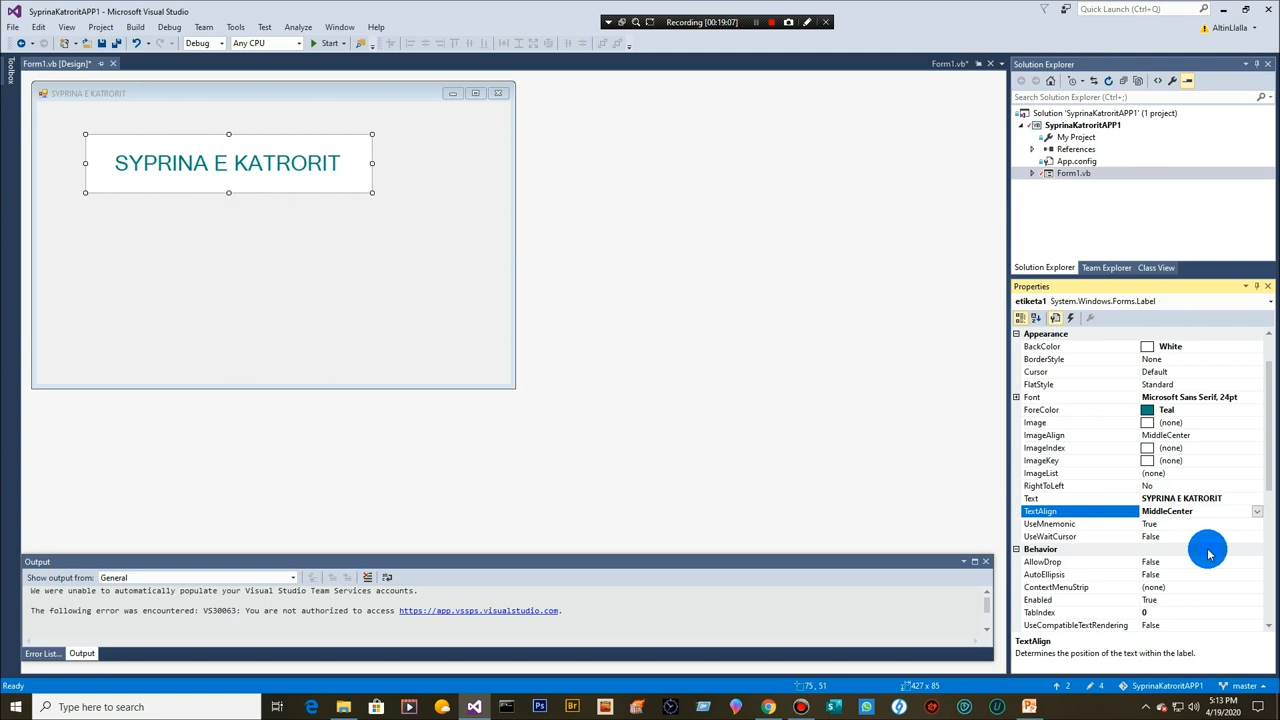 SyprinaKatroritAPP1 - Microsoft Visual Studio
Recording [00:19:07]
Quick Launch (Ctrl+Q)
File Edit View Project Build Debug Team Tools Test Analyze Window Help
AltinLlalla
Debug Any CPU Start
Toolbox
Form1.vb [Design]*
Form1.vb*
SYPRINA E KATRORIT
SYPRINA E KATRORIT
Solution Explorer
Search Solution Explorer (Ctrl+;)
Solution 'SyprinaKatroritAPP1' (1 project)
SyprinaKatroritAPP1
My Project
References
App.config
Form1.vb
Solution Explorer Team Explorer Class View
Properties
etiketa1 System.Windows.Forms.Label
Appearance
BackColor White
BorderStyle None
Cursor Default
FlatStyle Standard
Font Microsoft Sans Serif, 24pt
ForeColor Teal
Image (none)
ImageAlign MiddleCenter
ImageIndex (none)
ImageKey (none)
ImageList (none)
RightToLeft No
Text SYPRINA E KATRORIT
TextAlign MiddleCenter
UseMnemonic True
UseWaitCursor False
Behavior
AllowDrop False
AutoEllipsis False
ContextMenuStrip (none)
Enabled True
TabIndex 0
UseCompatibleTextRendering False
TextAlign
Determines the position of the text within the label.
Output
Show output from: General
We were unable to automatically populate your Visual Studio Team Services accounts.
The following error was encountered: VS30063: You are not authorized to access https://app.vssps.visualstudio.com.
Error List... Output
Ready
75, 51
427 x 85
2
4
SyprinaKatroritAPP1
master
Type here to search
5:13 PM
4/19/2020